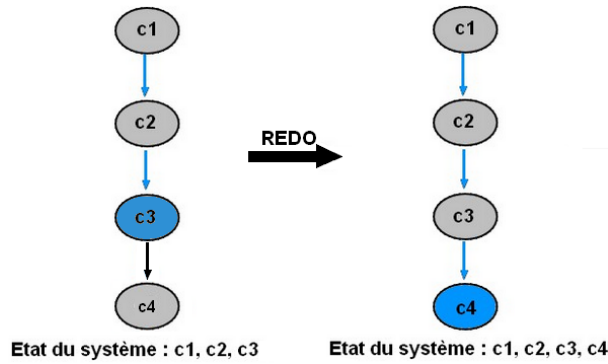 c1
c2
c3
c4
Etat du système : c1, c2, c3
REDO
c1
c2
c3
c4
Etat du système : c1, c2, c3, c4